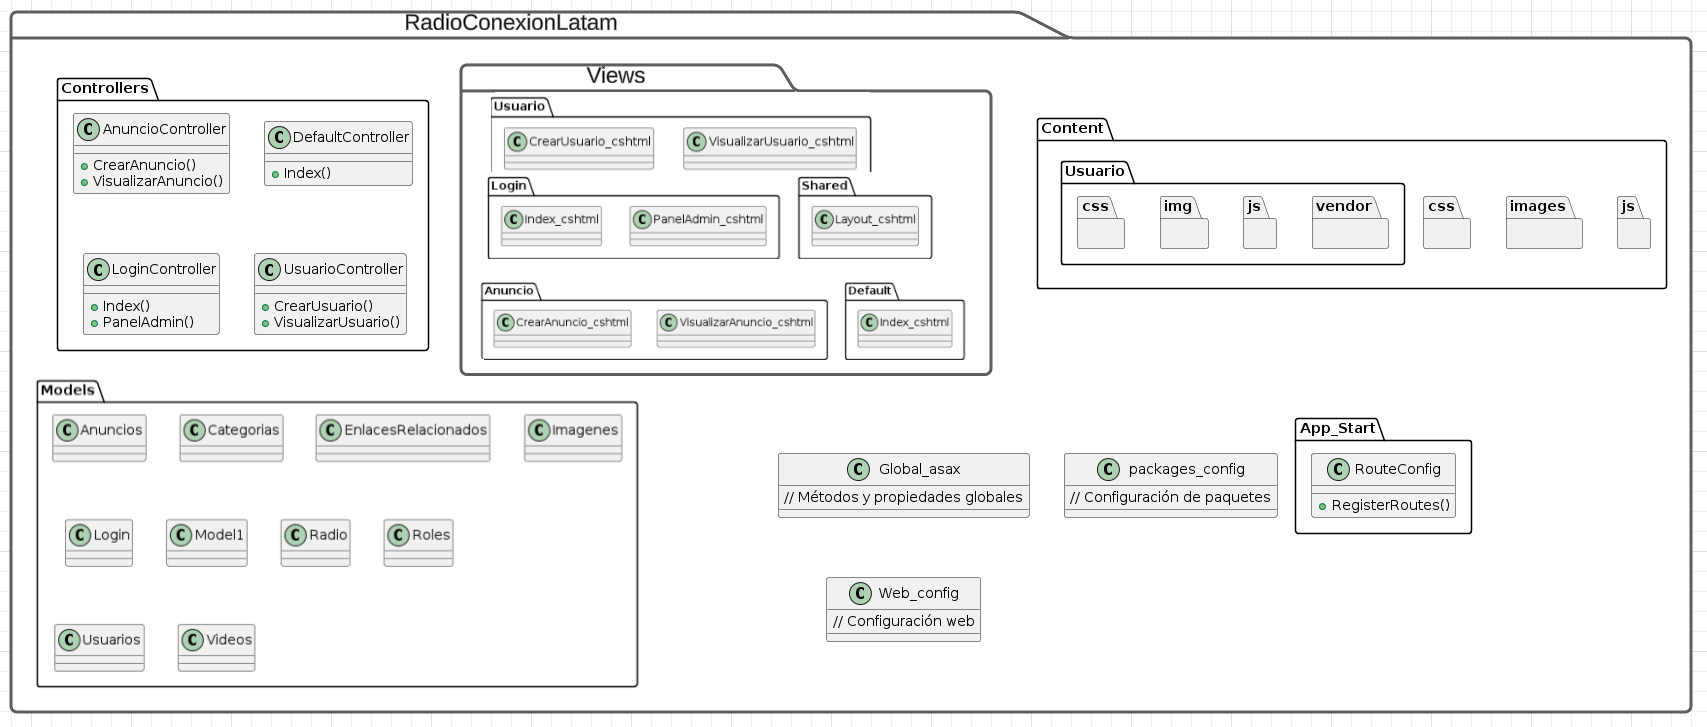 RadioConexionLatam
Controllers
C AnuncioController
CrearAnuncio()
VisualizarAnuncio()
C DefaultController
Index()
C LoginController
Index()
PanelAdmin()
C UsuarioController
CrearUsuario()
VisualizarUsuario()
Views
Usuario
C CrearUsuario_cshtml
C VisualizarUsuario_cshtml
Login
C Index_cshtml
C PanelAdmin_cshtml
Shared
C Layout_cshtml
Anuncio
C CrearAnuncio_cshtml
C VisualizarAnuncio_cshtml
Default
C Index_cshtml
Content
Usuario
css
img
js
vendor
css
images
js
Models
C Anuncios
C Categorias
C EnlacesRelacionados
C Imagenes
C Login
C Model1
C Radio
C Roles
C Usuarios
C Videos
C Global_asax
// Métodos y propiedades globales
C packages_config
// Configuración de paquetes
App_Start
C RouteConfig
RegisterRoutes()
C Web_config
// Configuración web